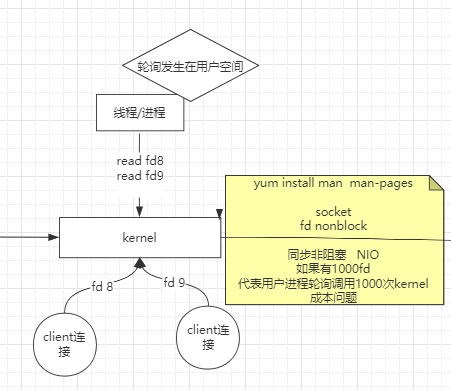 轮询发生在用户空间
线程/进程
read fd8
read fd9
kernel
fd 8
fd 9
client连
接
client连
接
yum install man  man-pages
socket
fd nonblock
同步非阻塞   NIO
如果有1000fd
代表用户进程轮询调用1000次kernel
成本问题